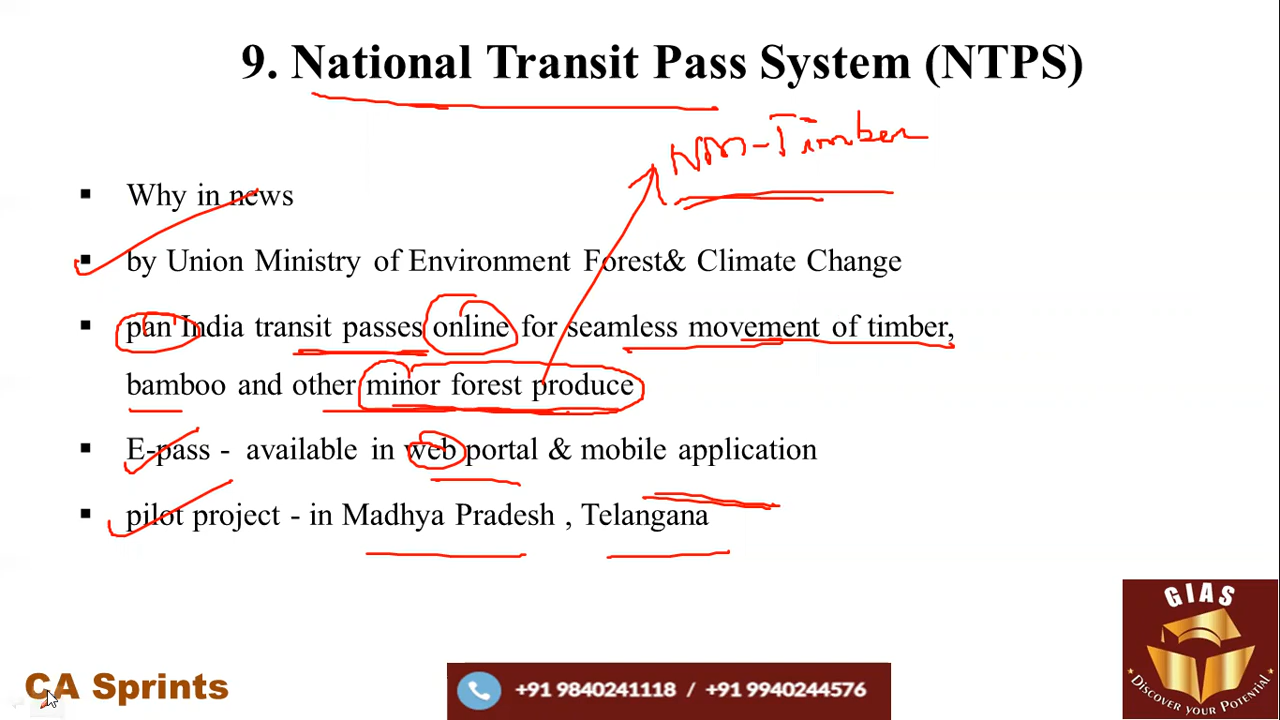 9. National Transit Pass System (NTPS)
Non-Timber
▪ Why in news
▪ by Union Ministry of Environment Forest& Climate Change
▪ pan India transit passes online for seamless movement of timber,
bamboo and other minor forest produce
▪ E-pass - available in web portal & mobile application
▪ pilot project - in Madhya Pradesh , Telangana
GIAS
DISCOVER YOUR POTENTIAL
CA Sprints
+91 9840241118 / +91 9940244576